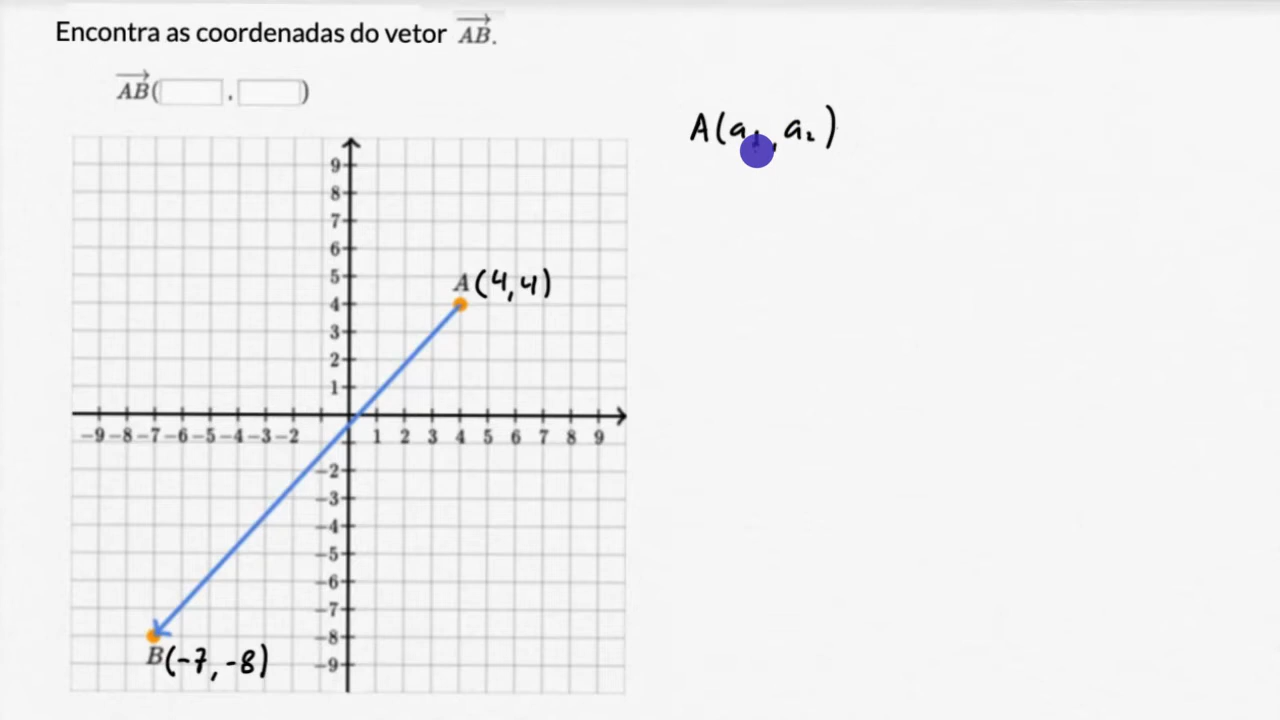 Encontra as coordenadas do vetor AB.
AB( . )
A(a₁, a₂)
9
8
7
6
5 A(4,4)
4
3
2
1
-9 -8 -7 -6 -5 -4 -3 -2 1 2 3 4 5 6 7 8 9
-2
-3
-4
-5
-6
-7
-8
B(-7, -8) -9